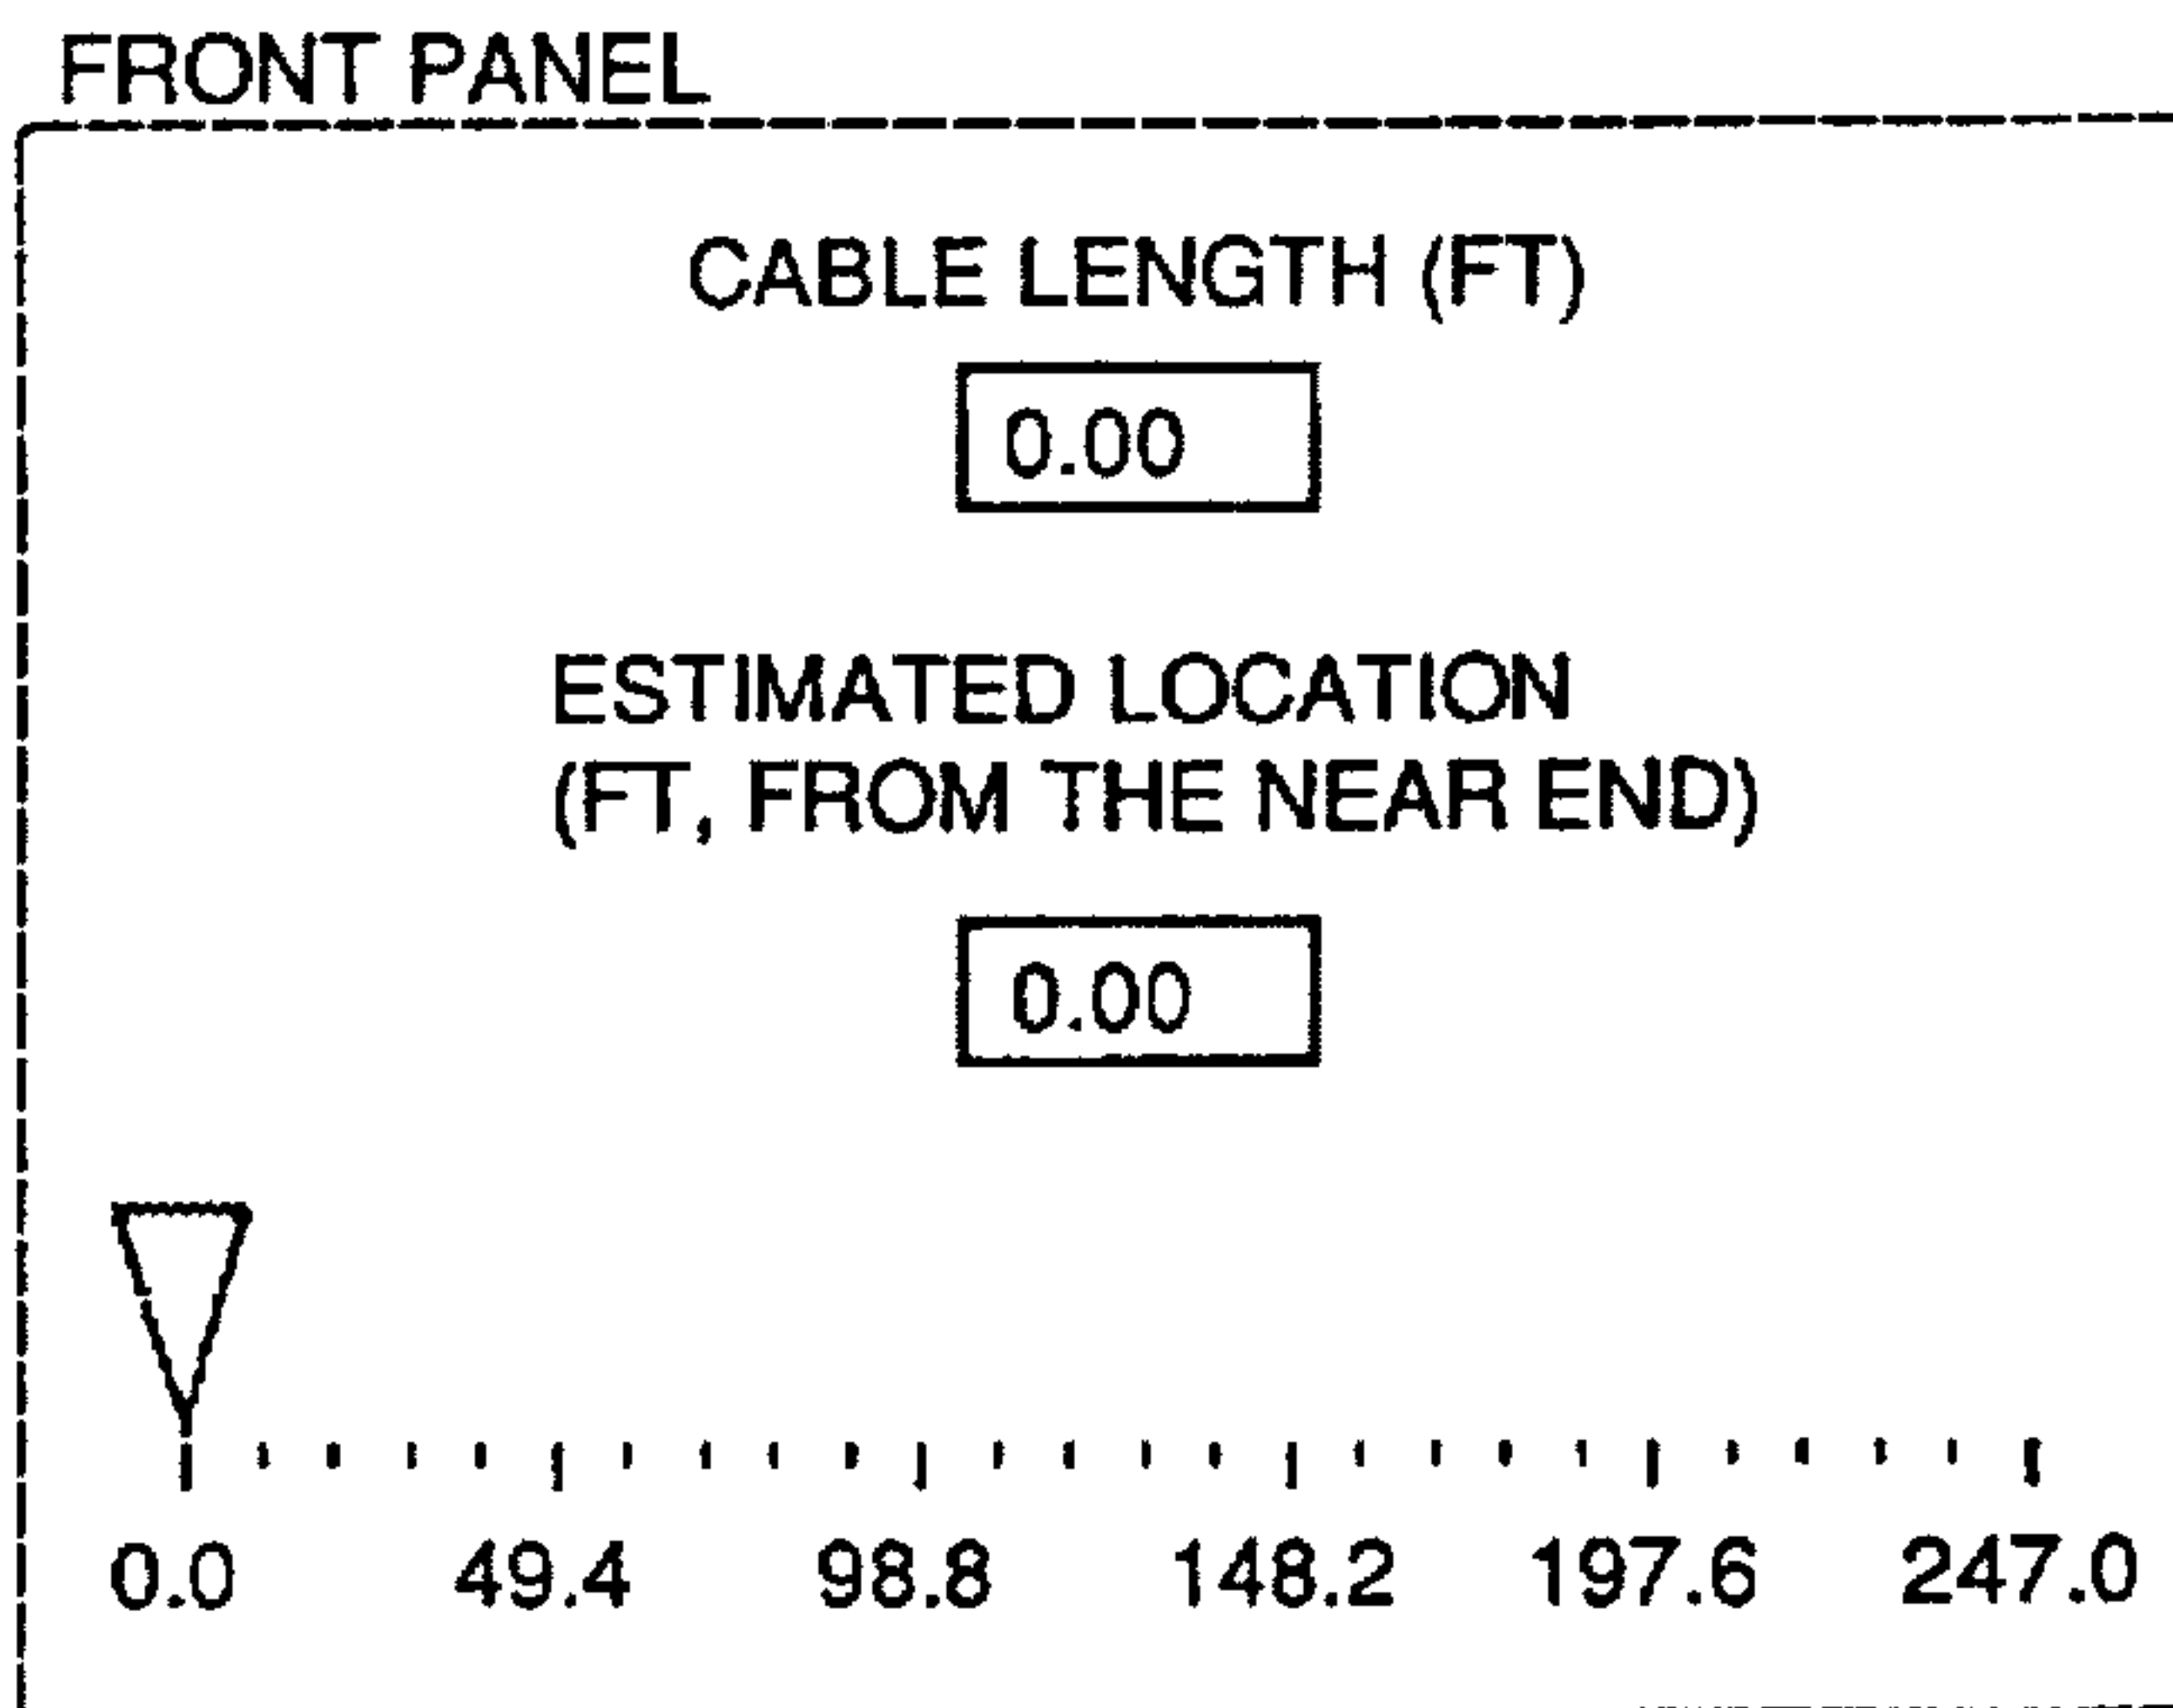 FRONT PANEL
CABLE LENGTH (FT)
0.00
ESTIMATED LOCATION
(FT, FROM THE NEAR END)
0.00
0.0 49.4 98.8 148.2 197.6 247.0